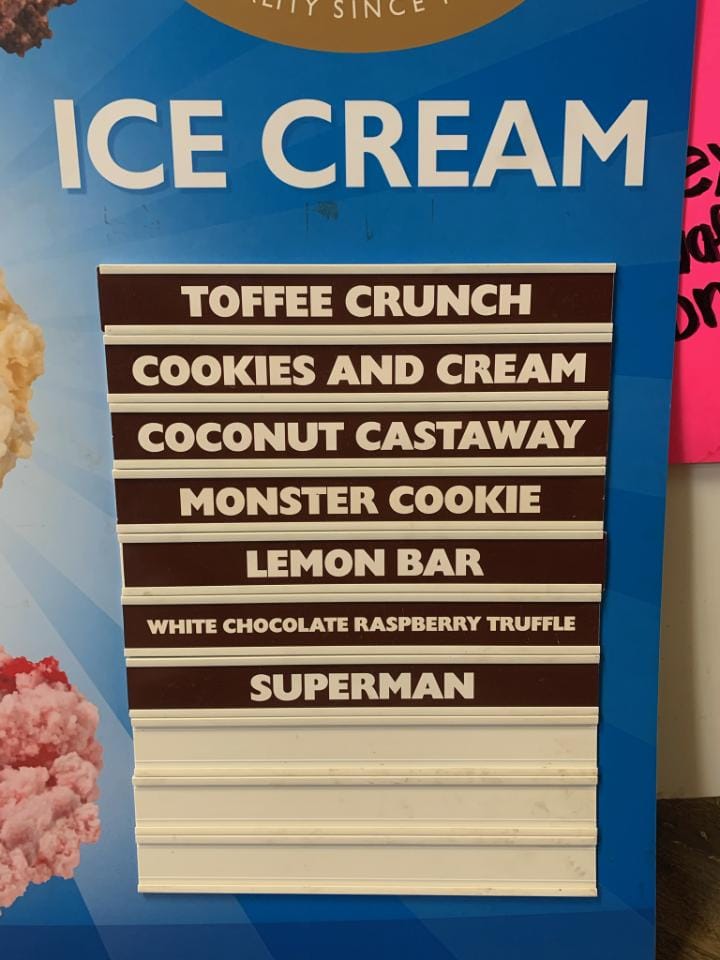 SINCE
ICE CREAM
TOFFEE CRUNCH
COOKIES AND CREAM
COCONUT CASTAWAY
MONSTER COOKIE
LEMON BAR
WHITE CHOCOLATE RASPBERRY TRUFFLE
SUPERMAN